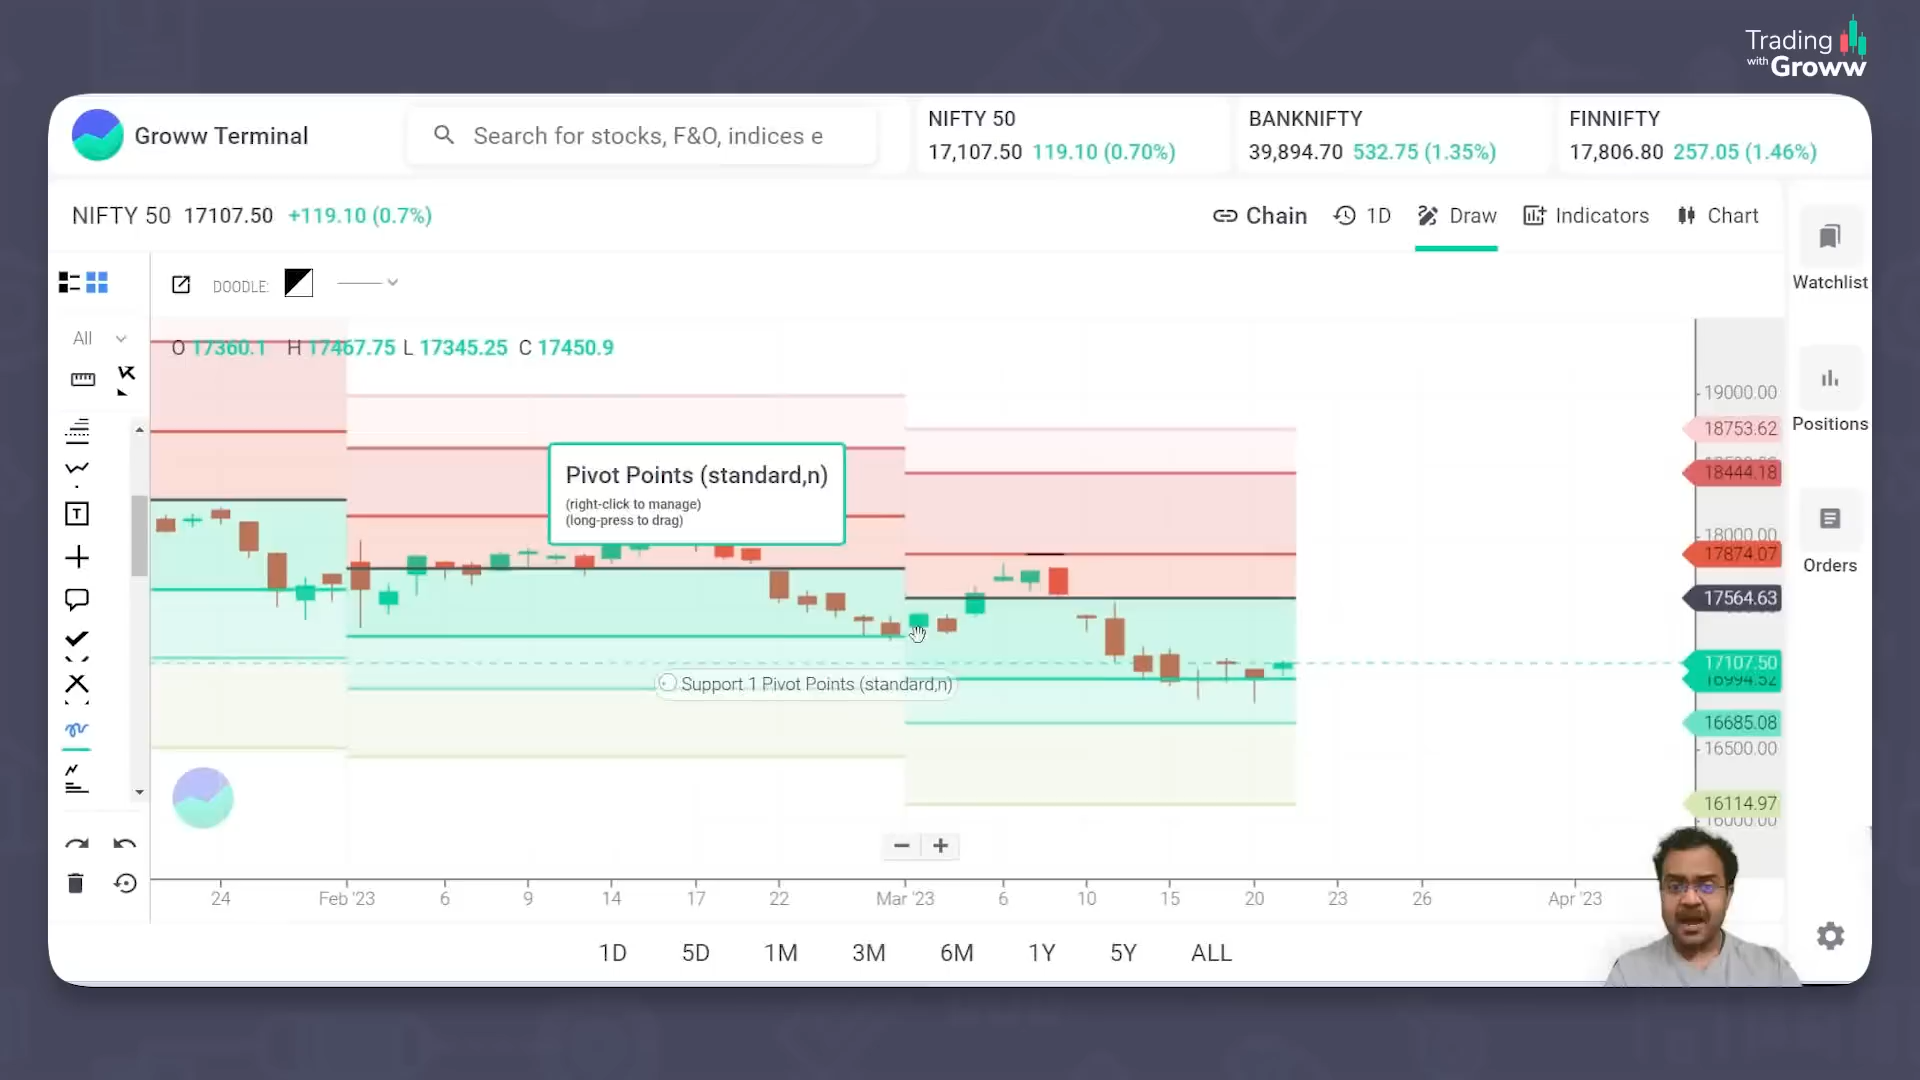 Trading
with Groww
Groww Terminal
Search for stocks, F&O, indices e
NIFTY 50
17,107.50 119.10 (0.70%)
BANKNIFTY
39,894.70 532.75 (1.35%)
FINNIFTY
17,806.80 257.05 (1.46%)
NIFTY 50 17107.50 +119.10 (0.7%)
Chain
1D
Draw
Indicators
Chart
Watchlist
DOODLE:
All
O 17360.1 H 17467.75 L 17345.25 C 17450.9
Positions
Orders
Pivot Points (standard,n)
(right-click to manage)
(long-press to drag)
Support 1 Pivot Points (standard,n)
T
19000.00
18753.62
18444.18
18000.00
17874.07
17564.63
17107.50
16994.52
16685.08
16500.00
16114.97
16000.00
24 Feb '23 6 9 14 17 22 Mar '23 6 10 15 20 23 26 Apr '23
1D 5D 1M 3M 6M 1Y 5Y ALL